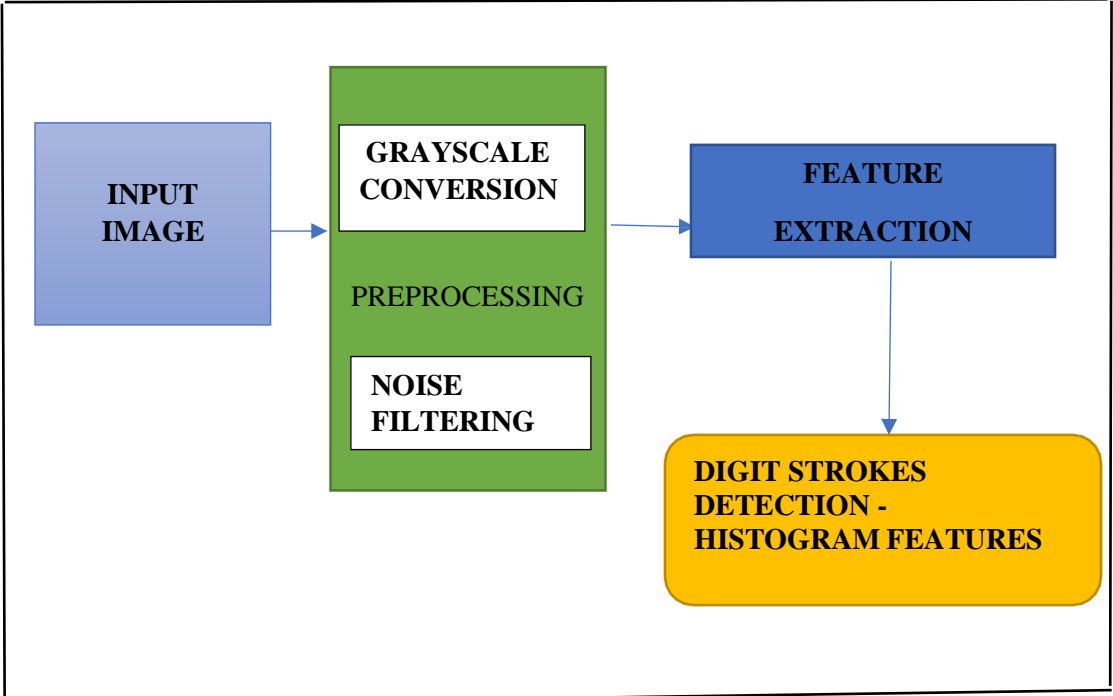 INPUT
IMAGE
GRAYSCALE
CONVERSION
PREPROCESSING
NOISE
FILTERING
FEATURE
EXTRACTION
DIGIT STROKES
DETECTION -
HISTOGRAM FEATURES